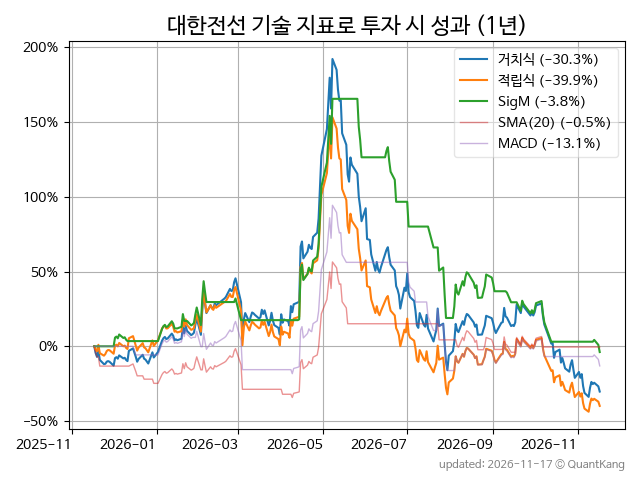 대한전선 기술 지표로 투자 시 성과 (1년)
200%
150%
100%
50%
0%
−50%
거치식 (−30.3%)
적립식 (−39.9%)
SigM (−3.8%)
SMA(20) (−0.5%)
MACD (−13.1%)
2025-11 2026-01 2026-03 2026-05 2026-07 2026-09 2026-11
updated: 2026-11-17 © QuantKang